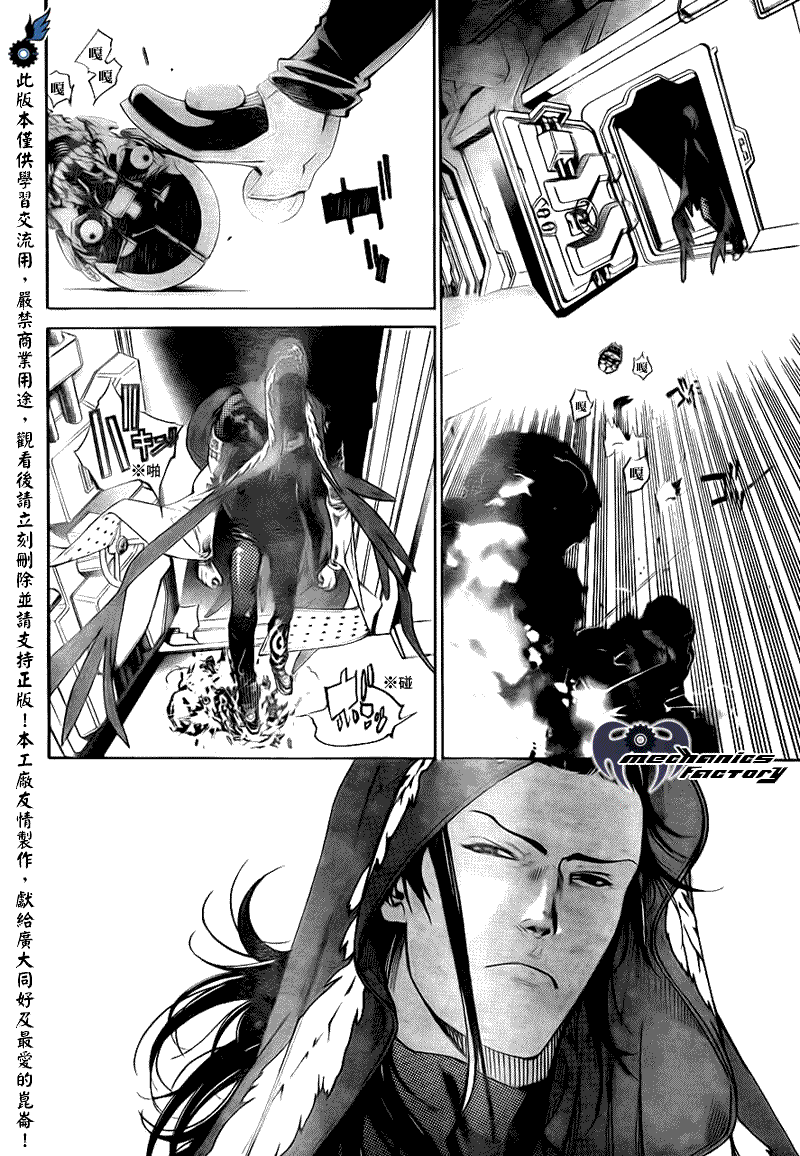 此版本僅供學習交流用，嚴禁商業用途，觀看後請立刻刪除並請支持正版！本工廠友情製作，獻給廣大同好及最愛的崑崙！
嘎
嘎
嘎
嘎
嘎
嘎
ゴ
ゴ
※啪
※碰
mechanics
factory